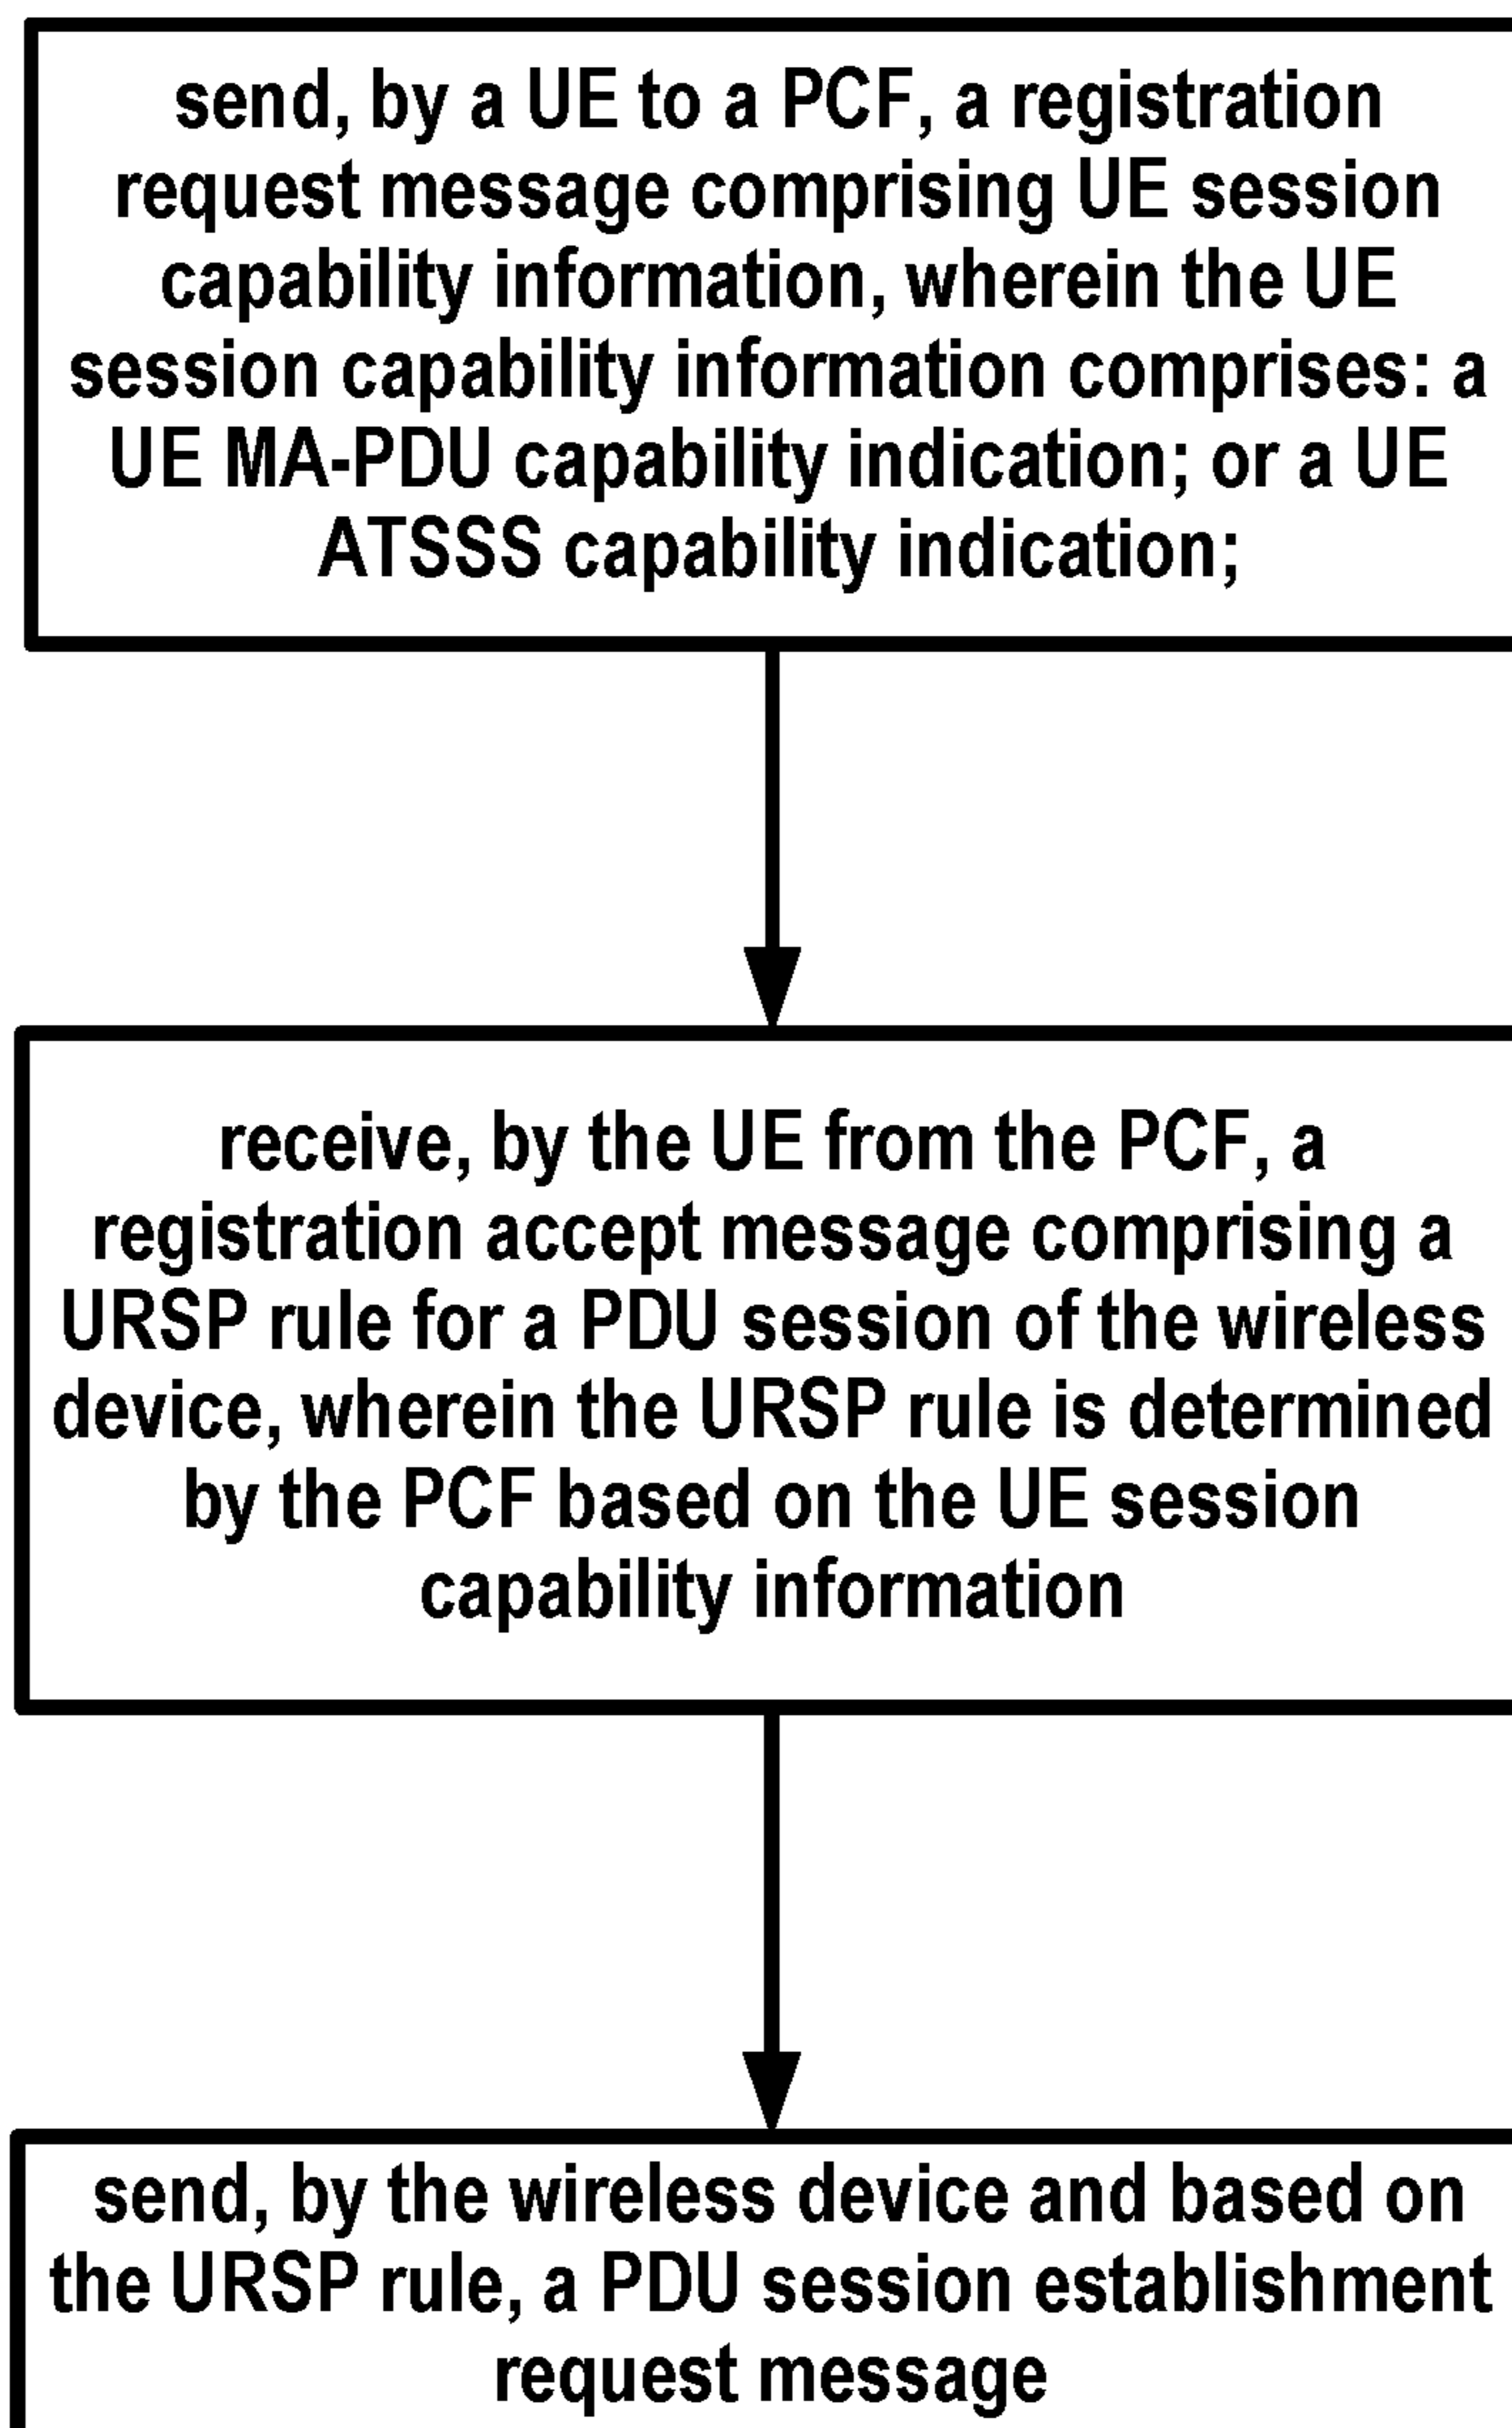 send, by a UE to a PCF, a registration
request message comprising UE session
capability information, wherein the UE
session capability information comprises: a
UE MA-PDU capability indication; or a UE
ATSSS capability indication;
receive, by the UE from the PCF, a
registration accept message comprising a
URSP rule for a PDU session of the wireless
device, wherein the URSP rule is determined
by the PCF based on the UE session
capability information
send, by the wireless device and based on
the URSP rule, a PDU session establishment
request message